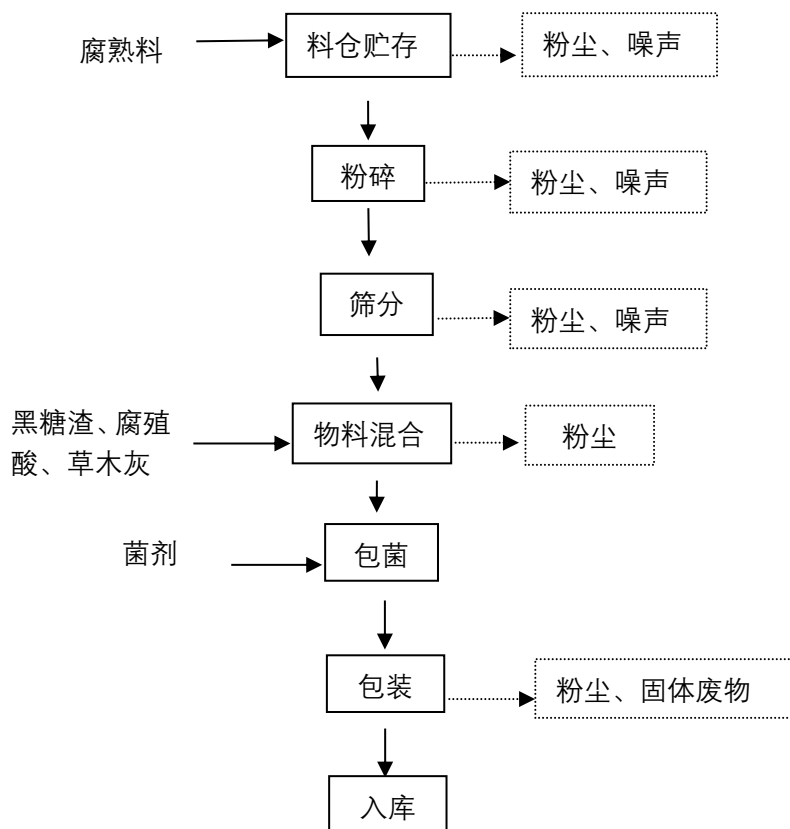 腐熟料
料仓贮存
粉尘、噪声
粉碎
粉尘、噪声
筛分
粉尘、噪声
黑糖渣、腐殖
酸、草木灰
物料混合
粉尘
菌剂
包菌
包装
粉尘、固体废物
入库